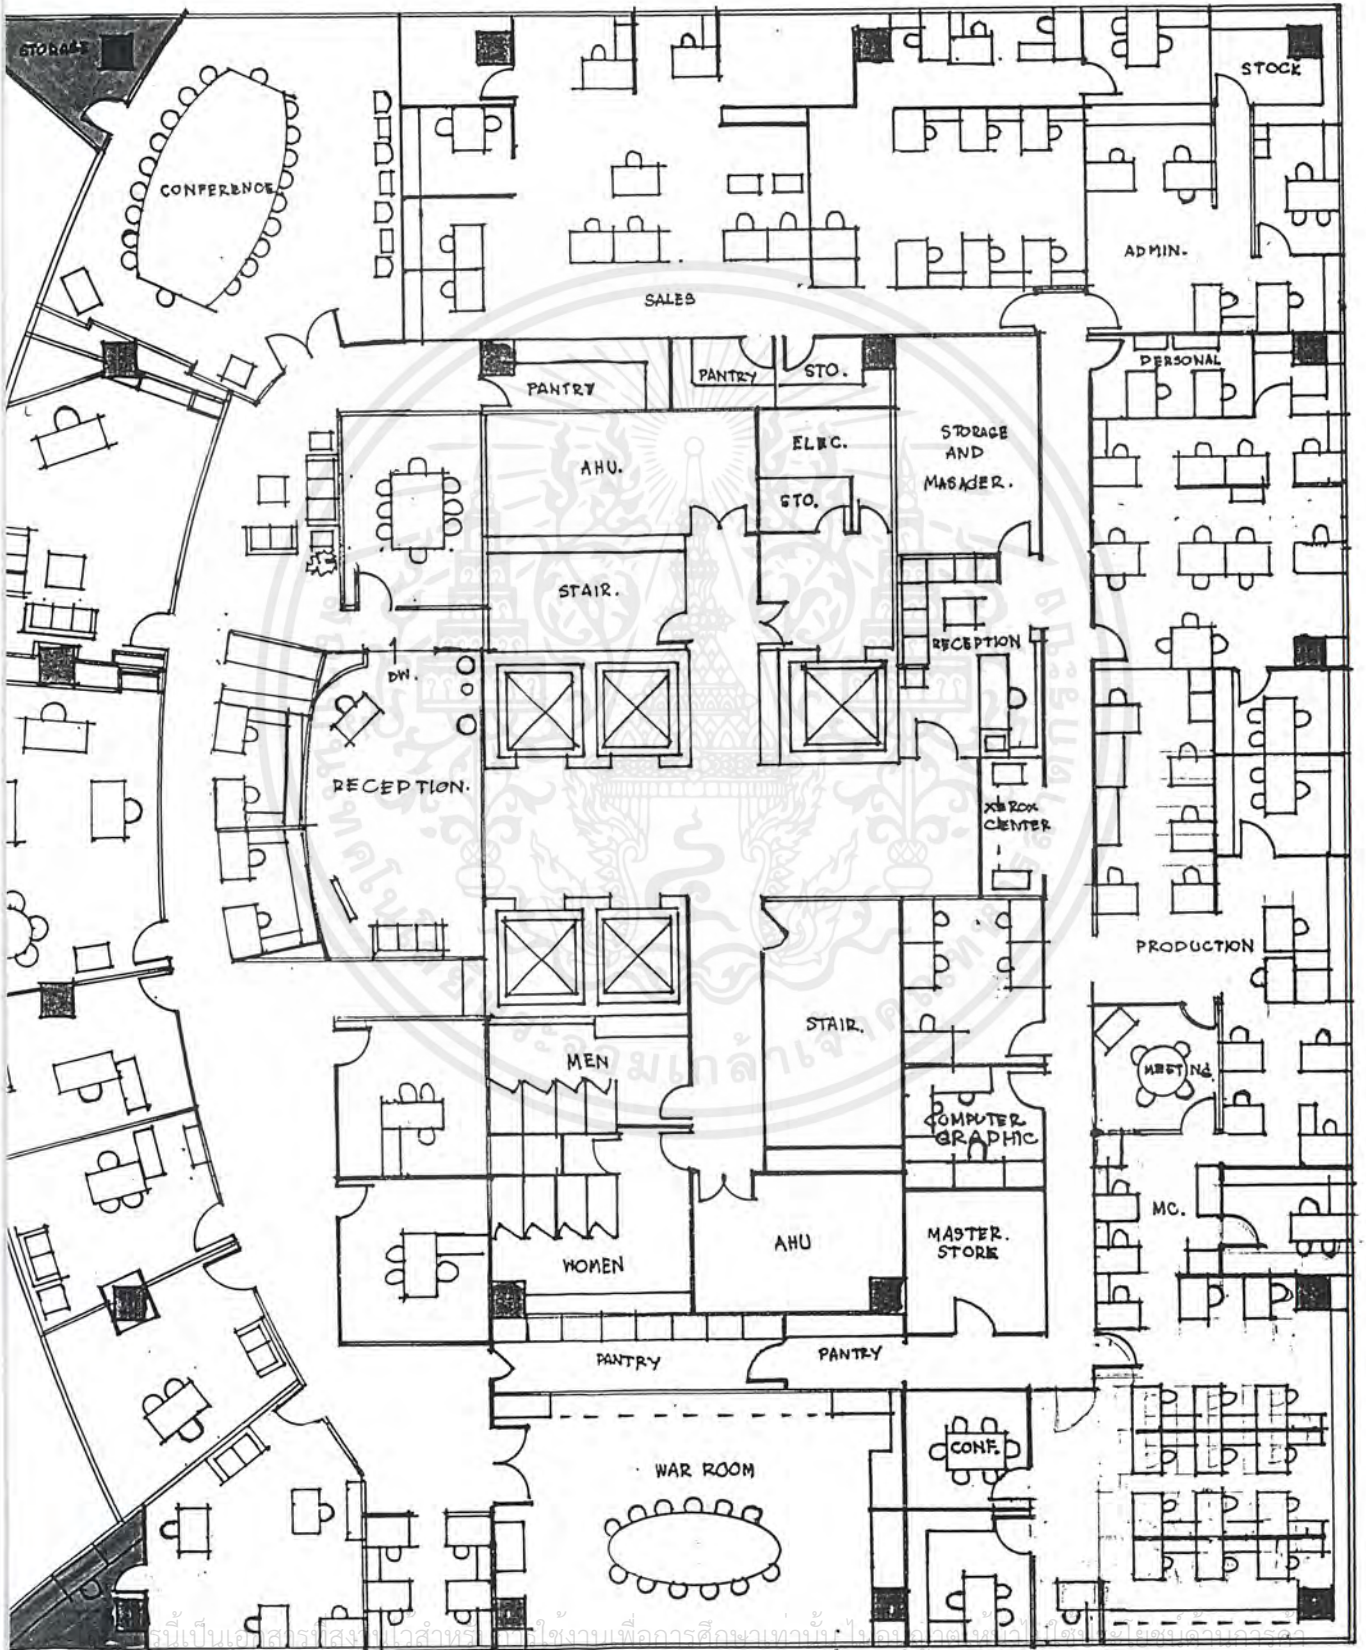 STORAGE
STOCK
CONFERENCE
ADMIN.
SALES
PERSONAL
PANTRY
PANTRY
STO.
AHU.
ELEC.
STORAGE
AND
MASAGER.
STO.
STAIR.
RECEPTION
DW.
RECEPTION.
XEROX
CENTER
PRODUCTION
STAIR.
MEN
MEETING.
COMPUTER
GRAPHIC
MC.
MASTER.
STORE
AHU
WOMEN
PANTRY
PANTRY
CONF.
WAR ROOM